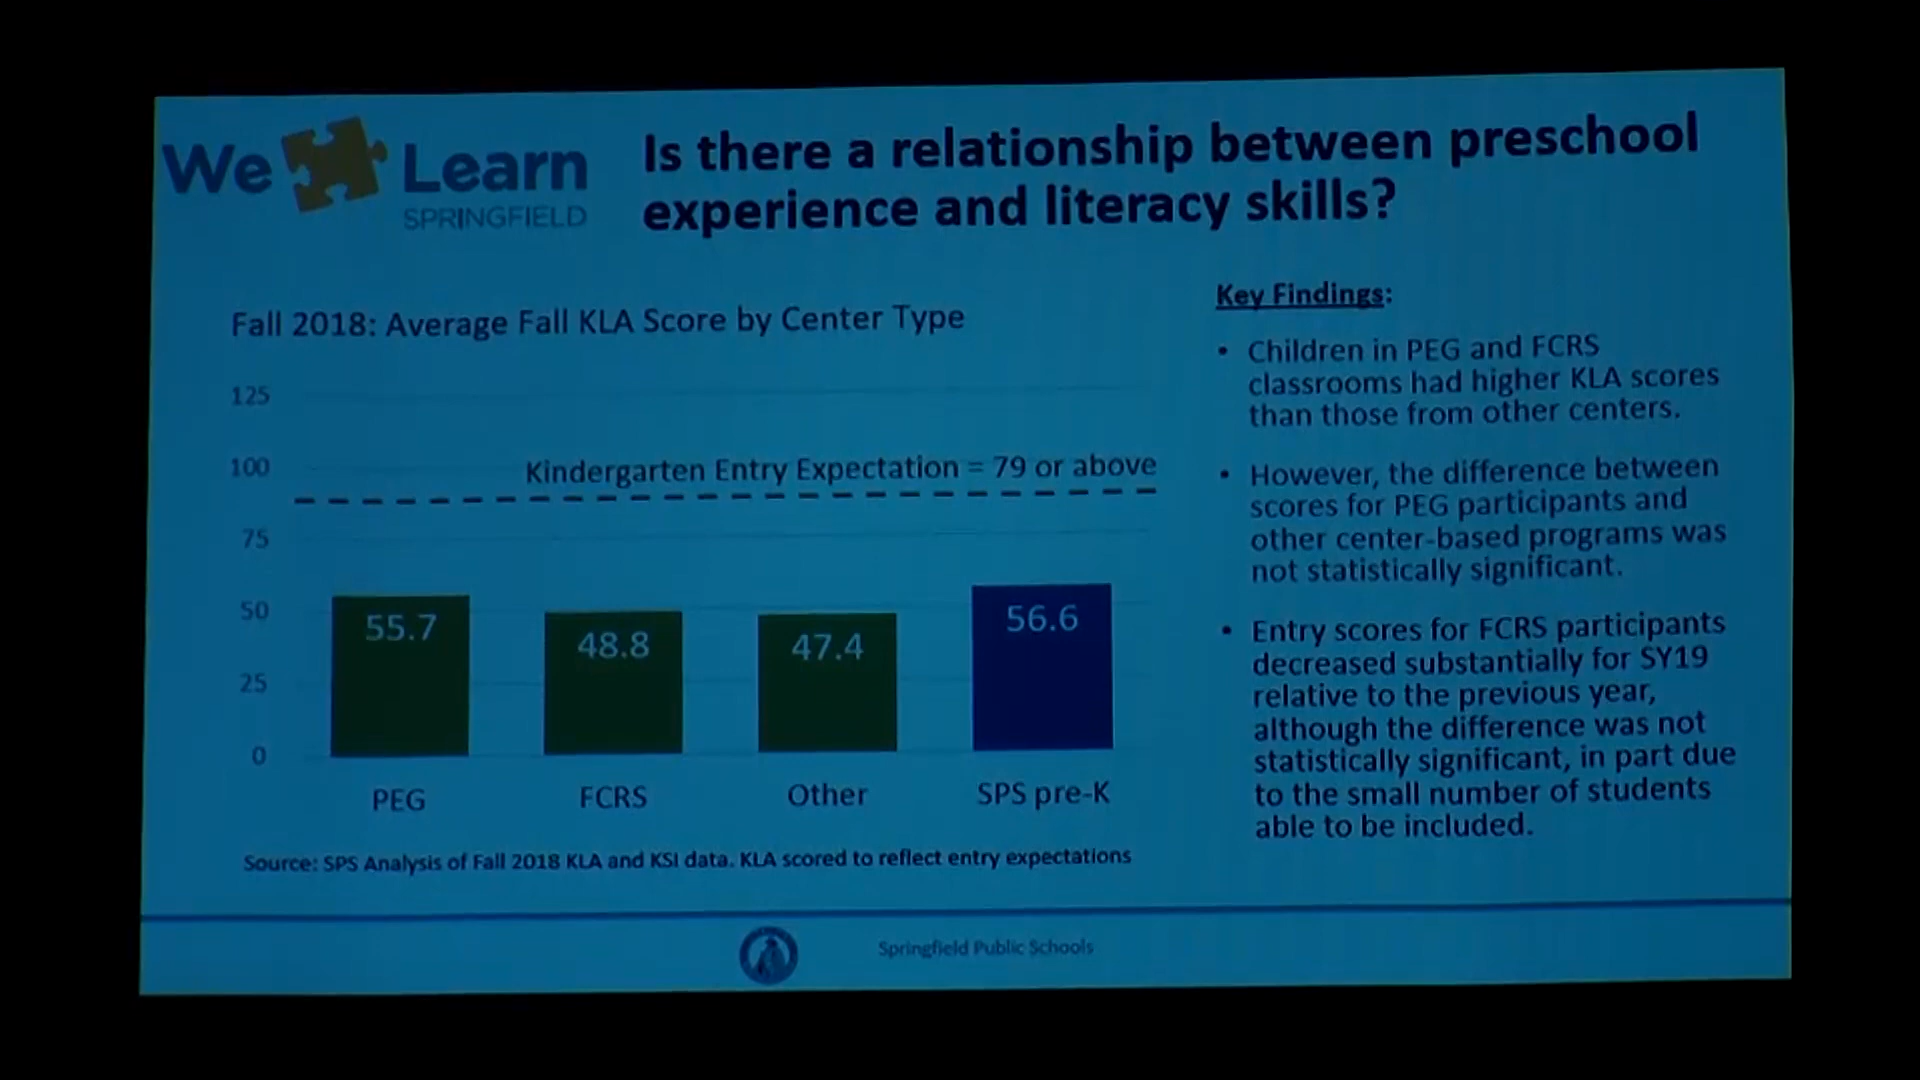 We Learn
SPRINGFIELD
Is there a relationship between preschool
experience and literacy skills?
Fall 2018: Average Fall KLA Score by Center Type
125
100
75
50
25
0
Kindergarten Entry Expectation = 79 or above
55.7
48.8
47.4
56.6
PEG
FCRS
Other
SPS pre-K
Source: SPS Analysis of Fall 2018 KLA and KSI data. KLA scored to reflect entry expectations
Key Findings:
• Children in PEG and FCRS
classrooms had higher KLA scores
than those from other centers.
• However, the difference between
scores for PEG participants and
other center-based programs was
not statistically significant.
• Entry scores for FCRS participants
decreased substantially for SY19
relative to the previous year,
although the difference was not
statistically significant, in part due
to the small number of students
able to be included.
Springfield Public Schools